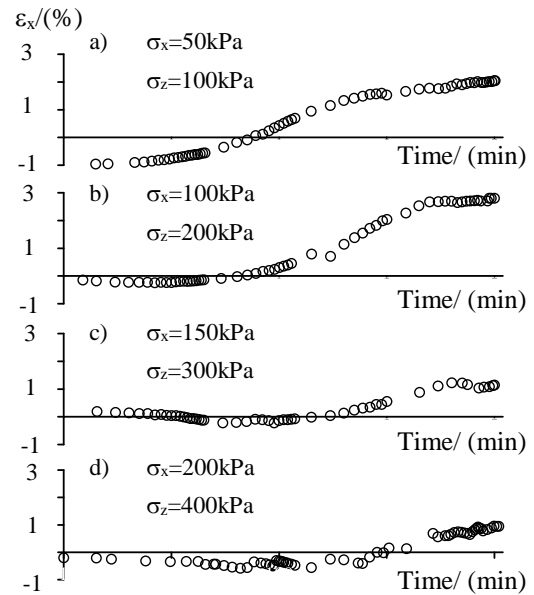 εx/(%)
a) σx=50kPa
3
σz=100kPa
1
-1
Time/ (min)
b) σx=100kPa
3
σz=200kPa
1
-1
Time/ (min)
c) σx=150kPa
3
σz=300kPa
1
-1
Time/ (min)
d) σx=200kPa
3
σz=400kPa
1
-1
Time/ (min)